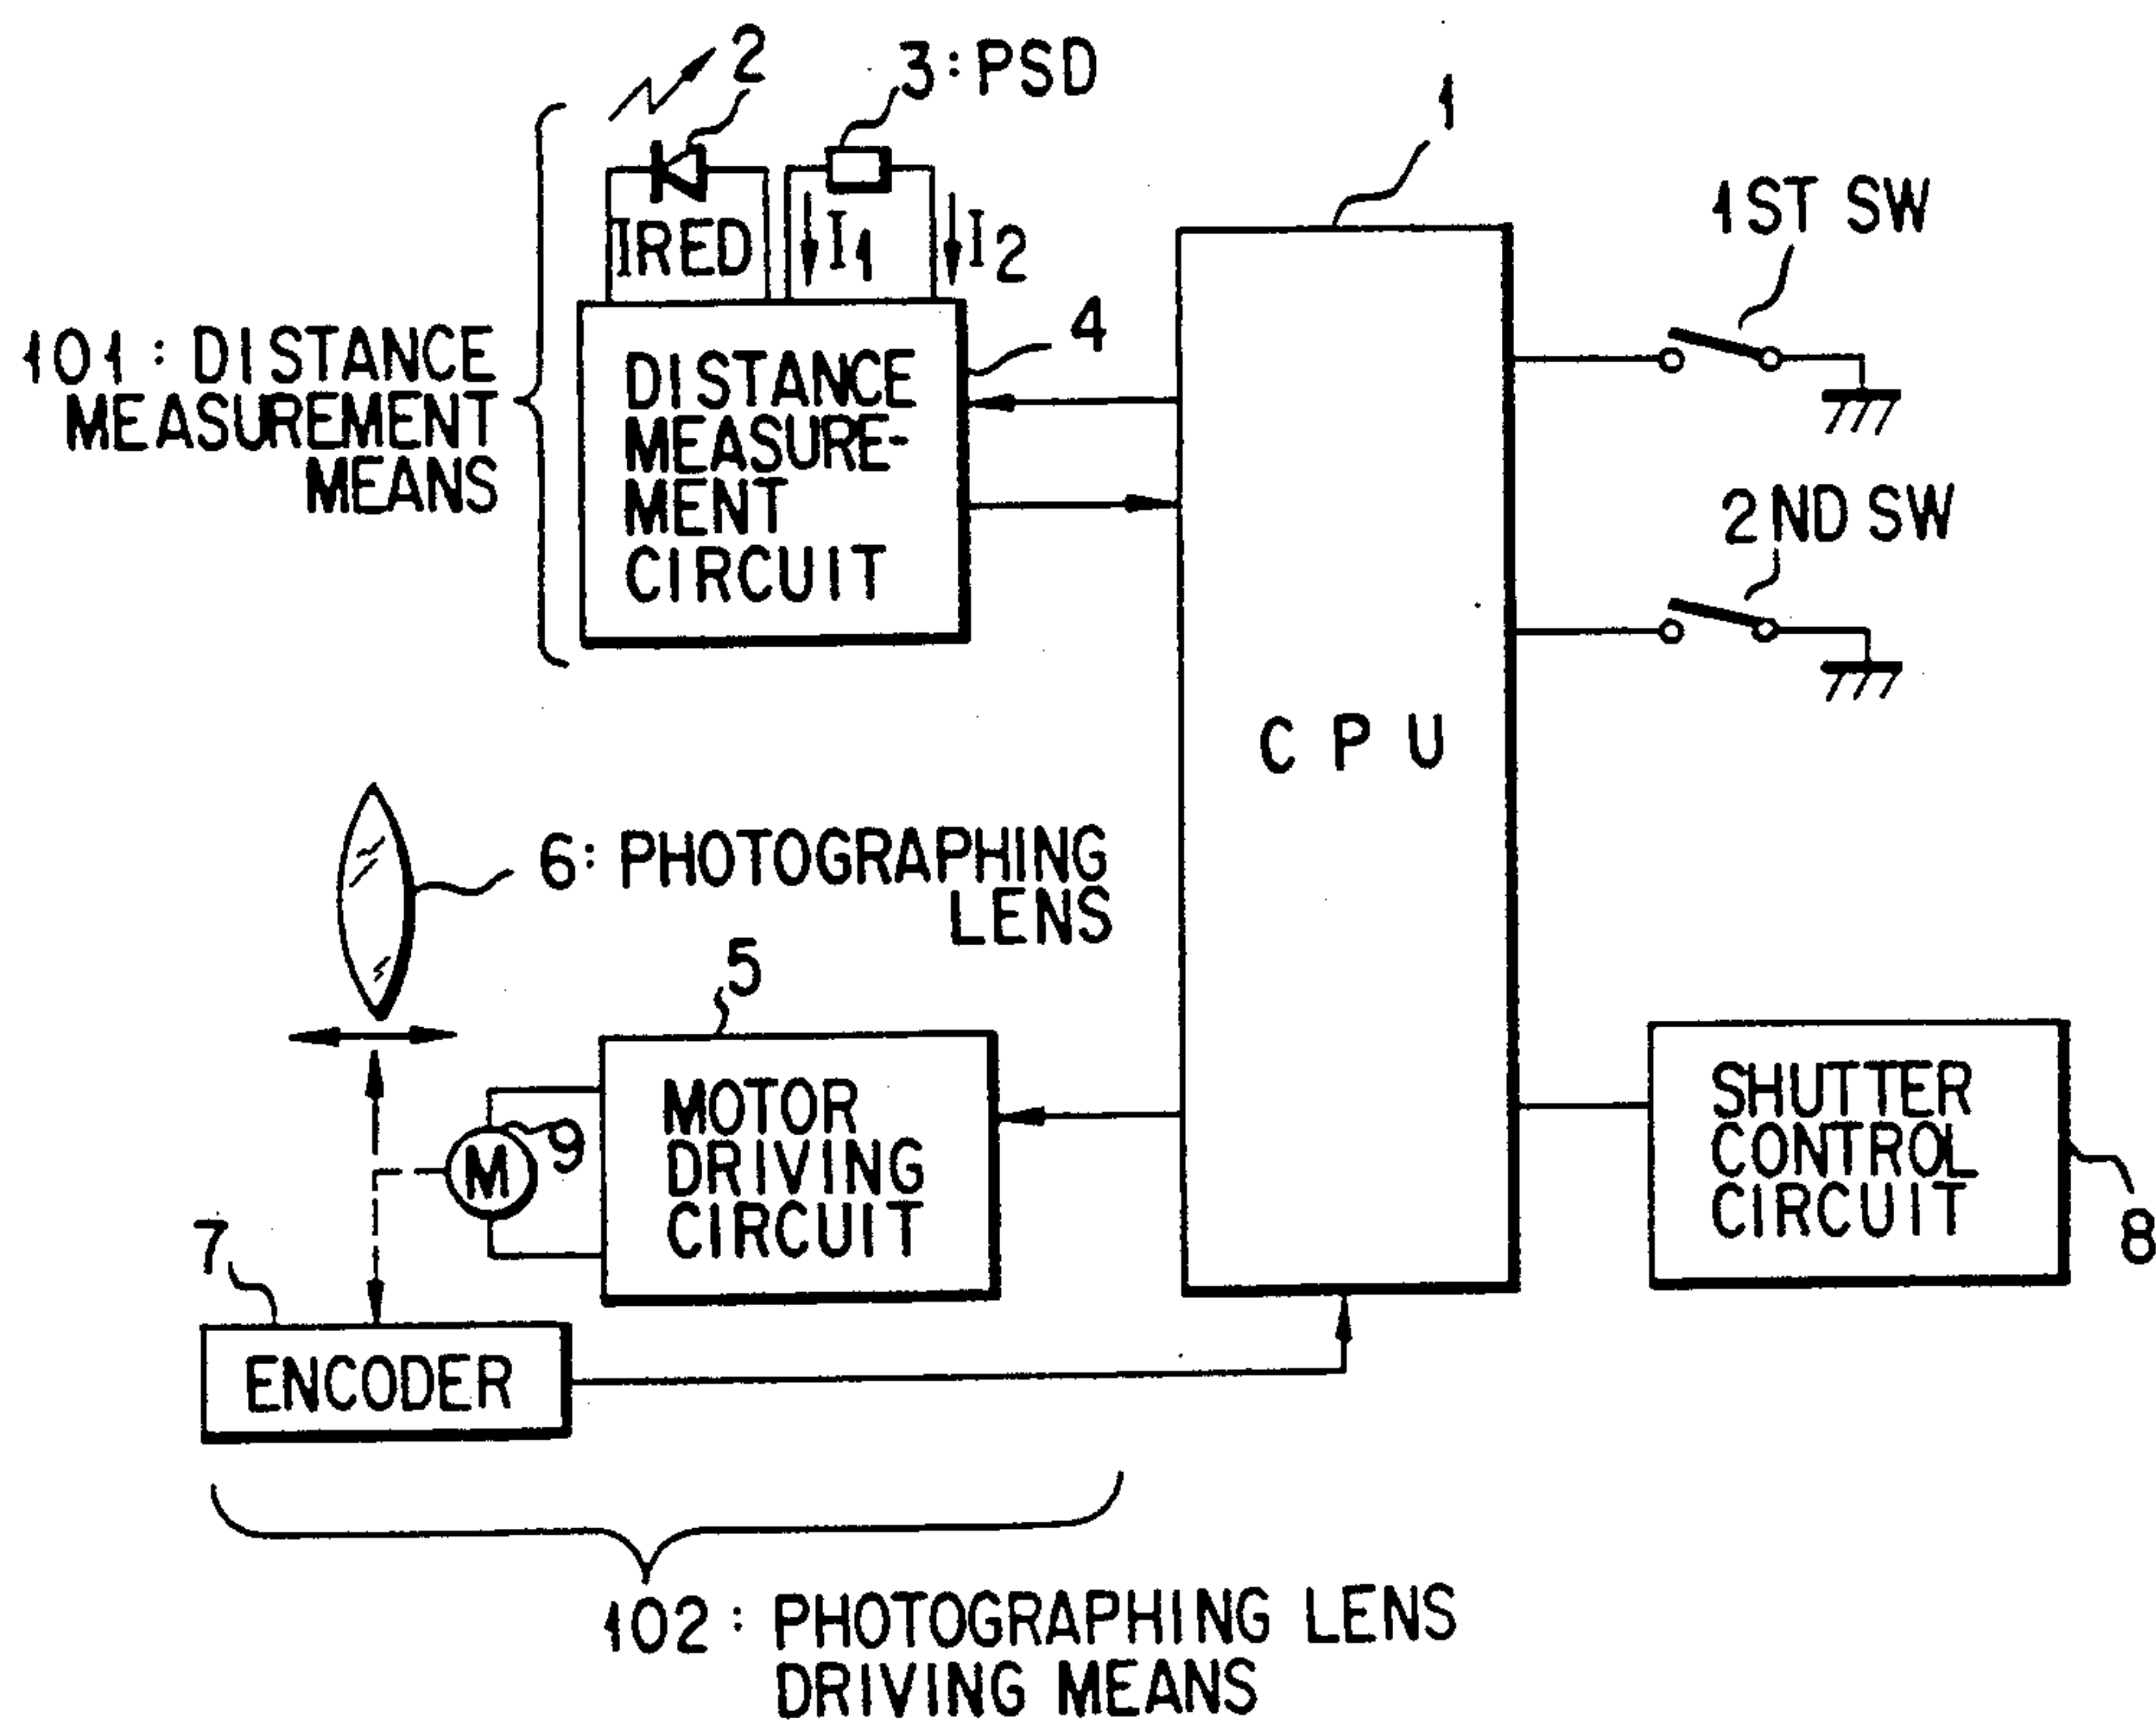 2
3: PSD
1
IRED
I1
I2
1ST SW
4
101: DISTANCE
MEASUREMENT
MEANS
DISTANCE
MEASURE-
MENT
CIRCUIT
2ND SW
CPU
6: PHOTOGRAPHING
LENS
5
MOTOR
DRIVING
CIRCUIT
M
9
SHUTTER
CONTROL
CIRCUIT
8
7
ENCODER
102: PHOTOGRAPHING LENS
DRIVING MEANS